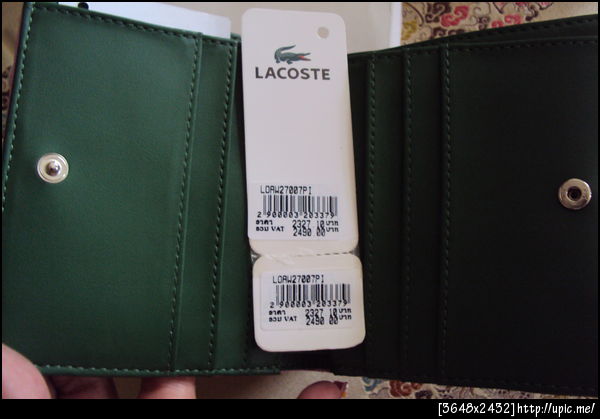 LACOSTE
LOAW27007PI
2 900003 203379
ราคา 2327.10 บาท
รวม VAT 2490.00
LOAW27007PI
2 900003 203379
ราคา 2327.10 บาท
รวม VAT 2490.00
[3648x2432]http://upic.me/